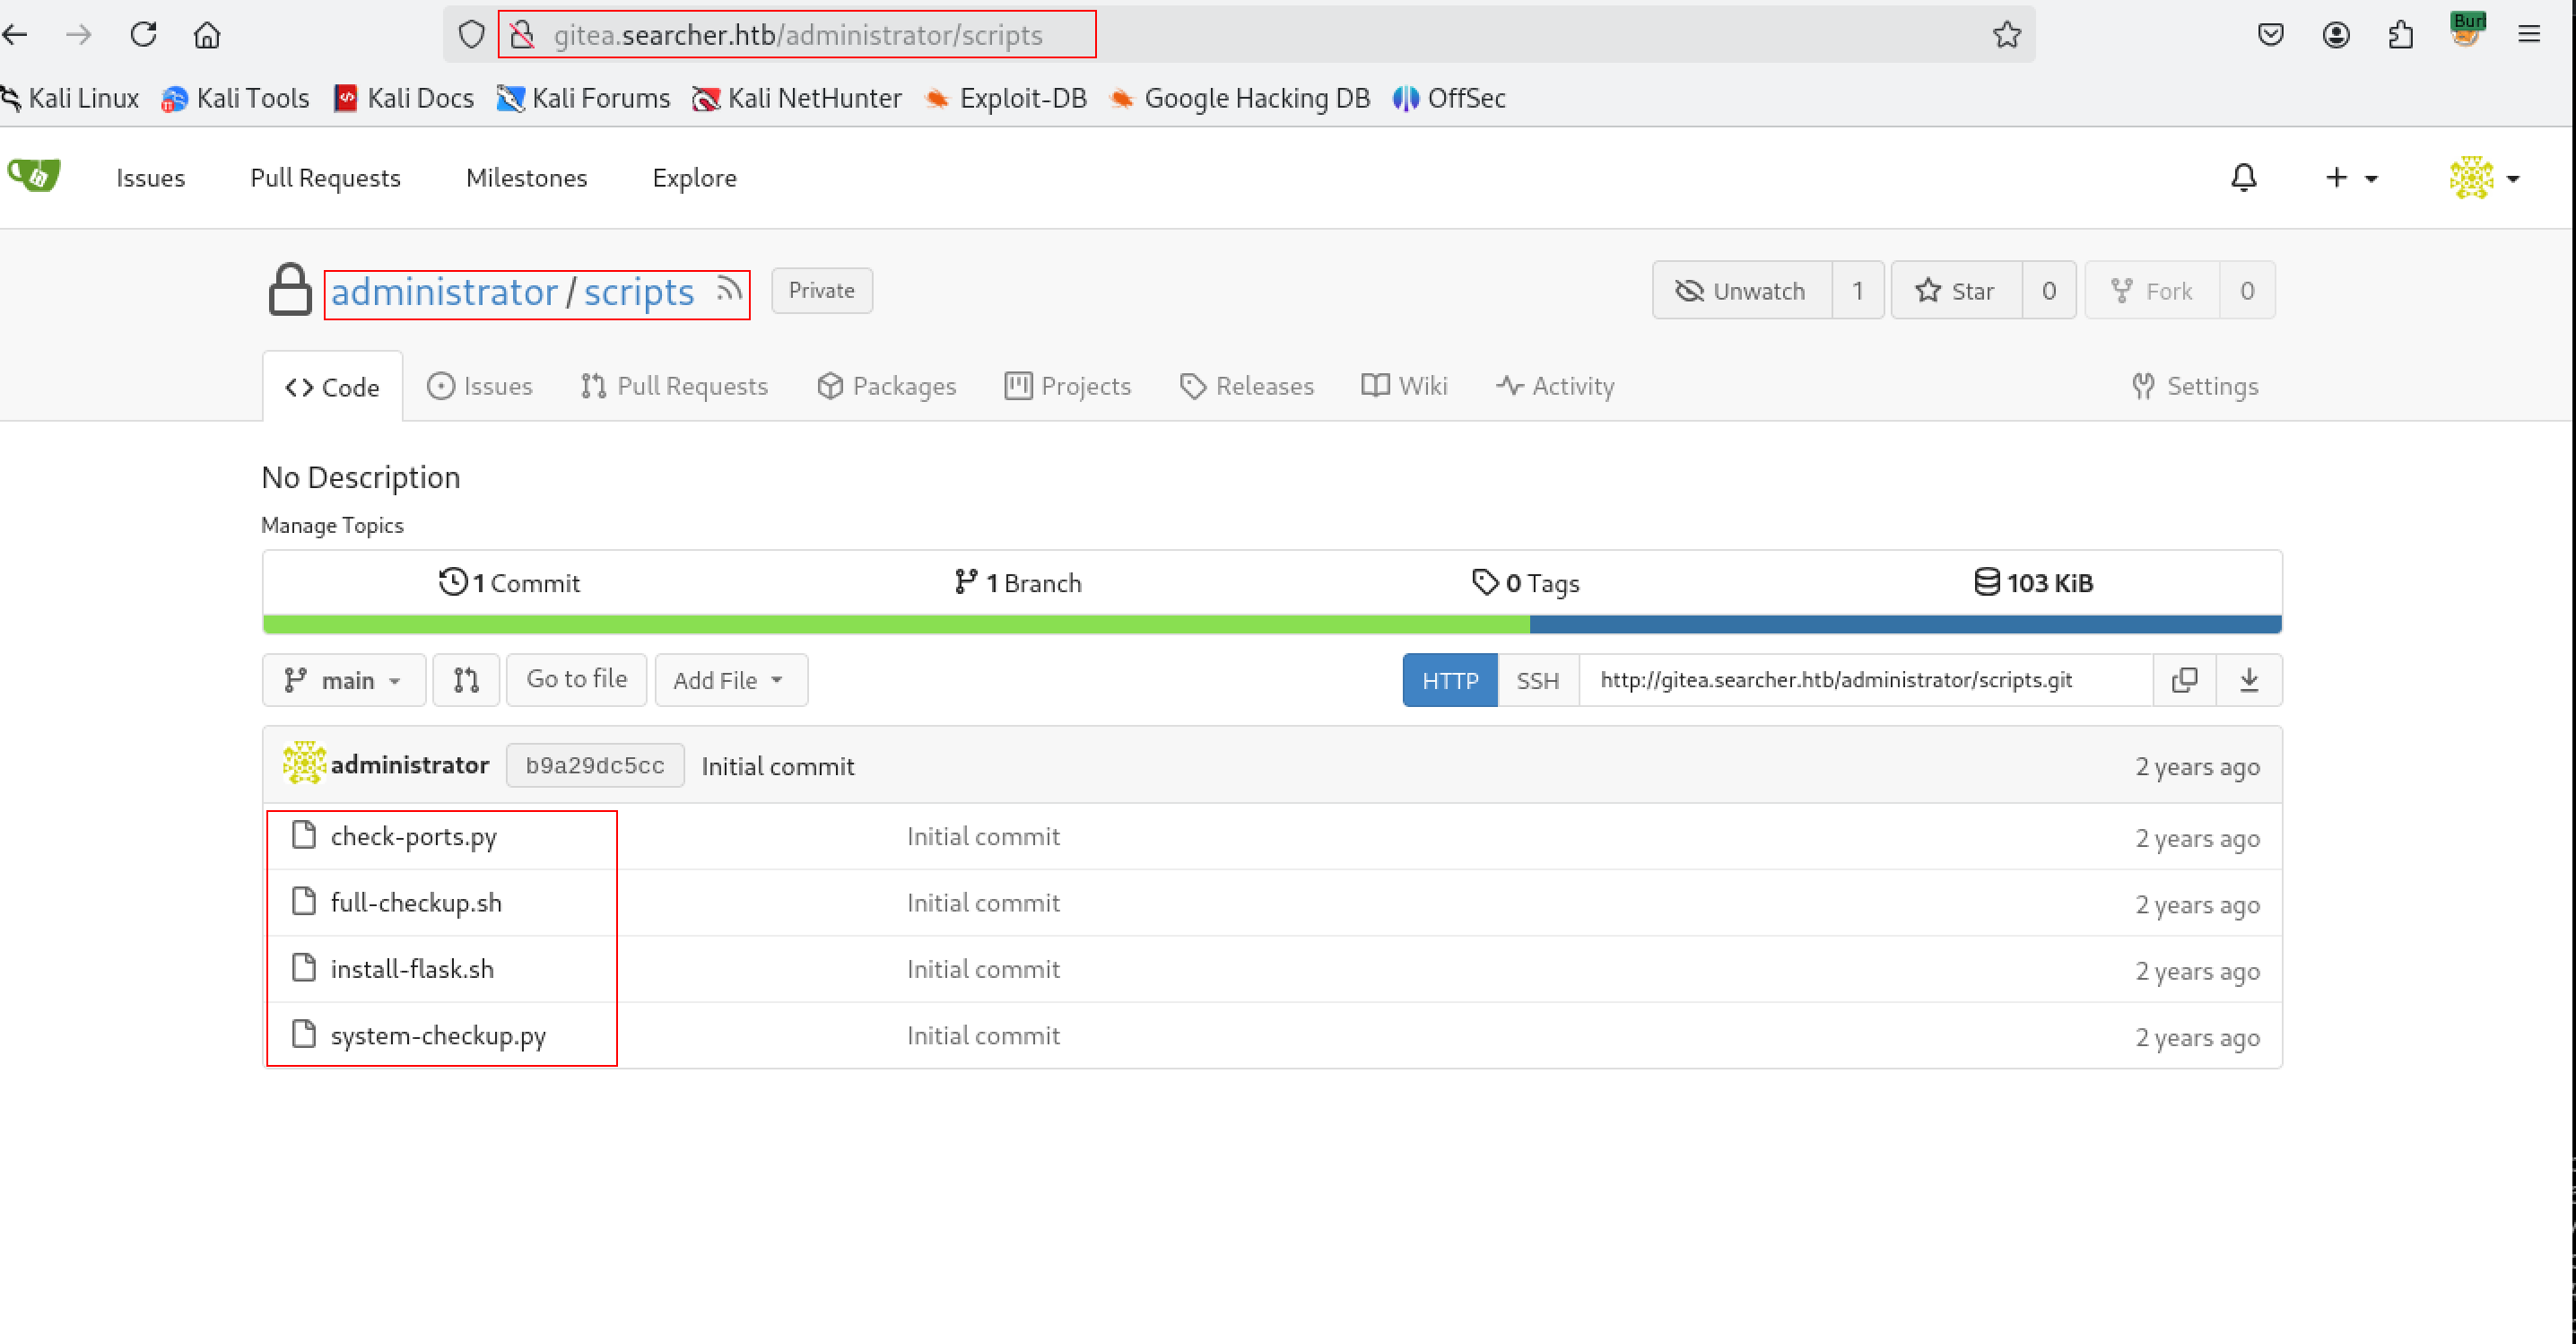 gitea.searcher.htb/administrator/scripts
Burl
Kali Linux Kali Tools Kali Docs Kali Forums Kali NetHunter Exploit-DB Google Hacking DB OffSec
Issues Pull Requests Milestones Explore
administrator / scripts Private Unwatch 1 Star 0 Fork 0
Code Issues Pull Requests Packages Projects Releases Wiki Activity Settings
No Description
Manage Topics
1 Commit 1 Branch 0 Tags 103 KiB
main Go to file Add File HTTP SSH http://gitea.searcher.htb/administrator/scripts.git
administrator b9a29dc5cc Initial commit 2 years ago
check-ports.py Initial commit 2 years ago
full-checkup.sh Initial commit 2 years ago
install-flask.sh Initial commit 2 years ago
system-checkup.py Initial commit 2 years ago